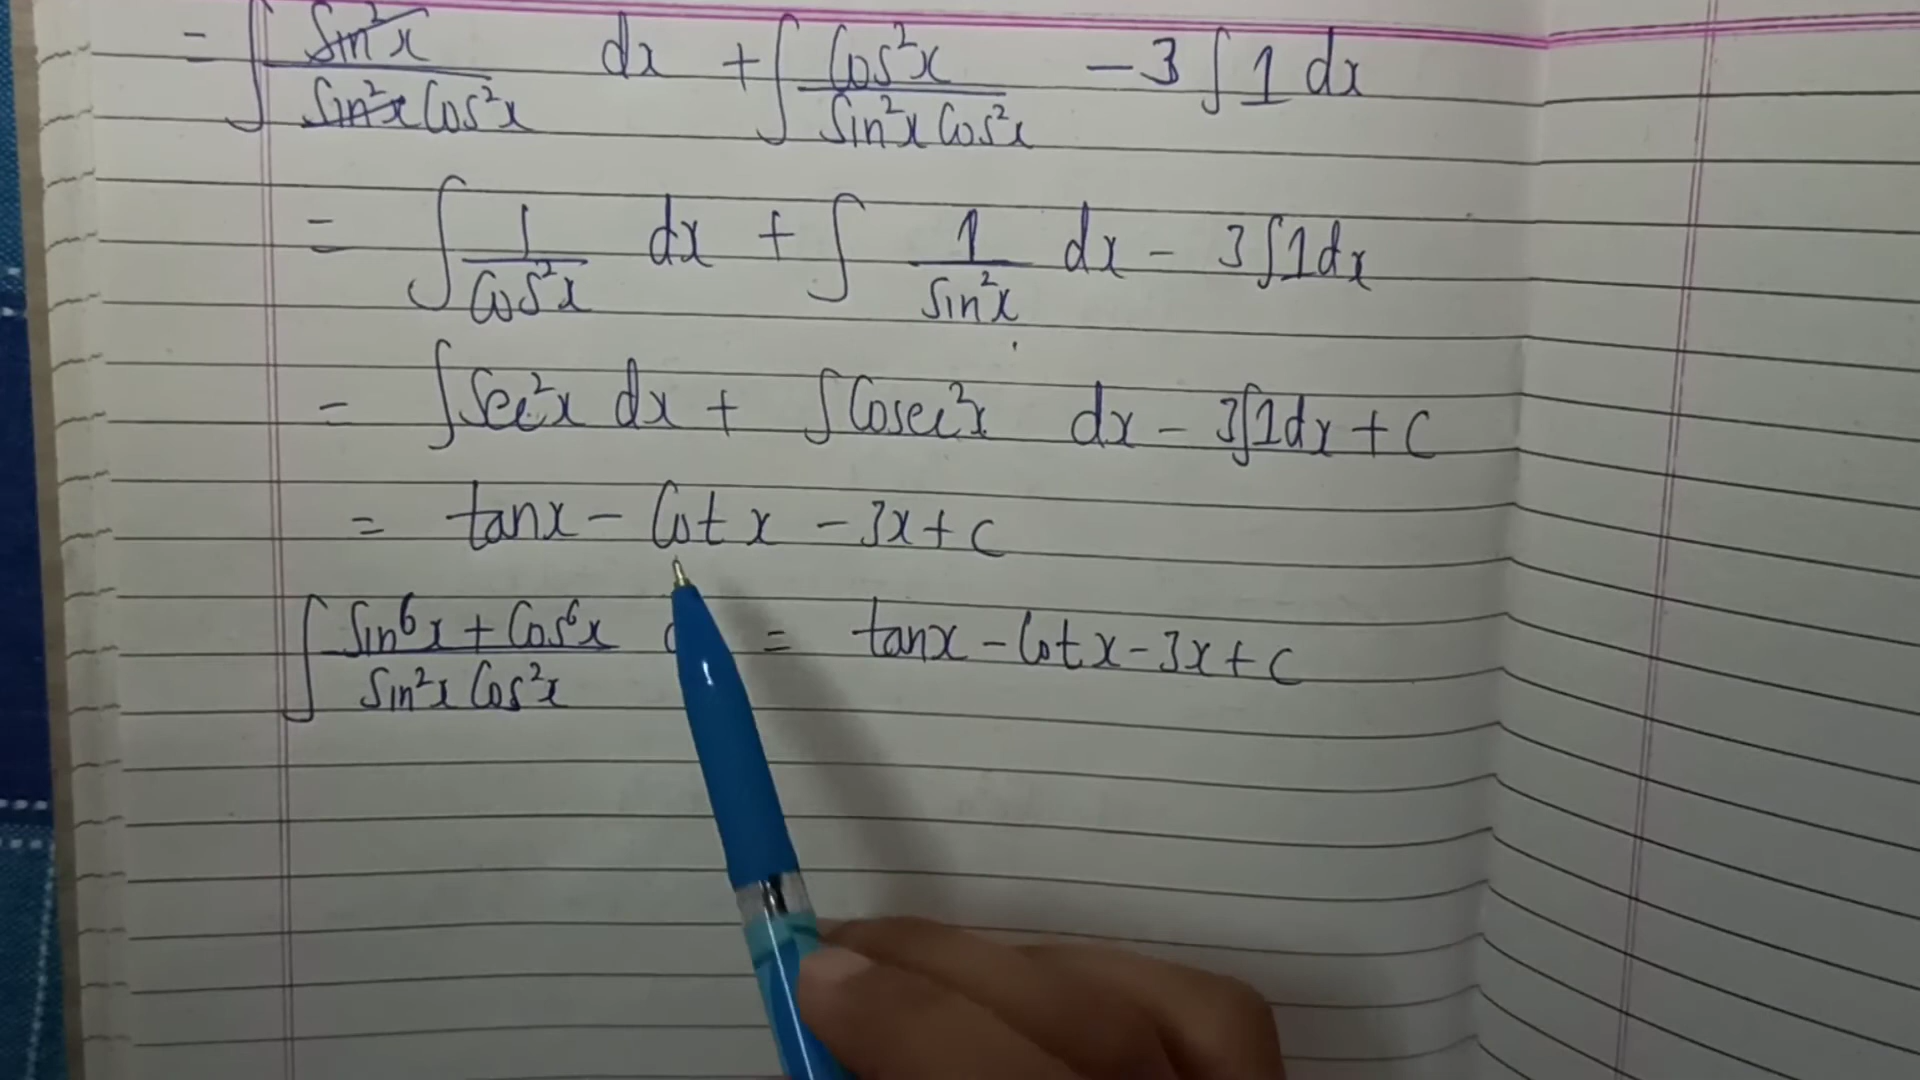 = ∫ Sin²x / Sin²x Cos²x dx + ∫ Cos²x / Sin²x Cos²x - 3 ∫ 1 dx
= ∫ 1 / Cos²x dx + ∫ 1 / Sin²x dx - 3 ∫ 1 dx
= ∫ Sec²x dx + ∫ Cosec²x dx - 3 ∫ 1 dx + C
= tan x - Cot x - 3x + C
∫ Sin⁶x + Cos⁶x / Sin²x Cos²x = tan x - Cot x - 3x + C